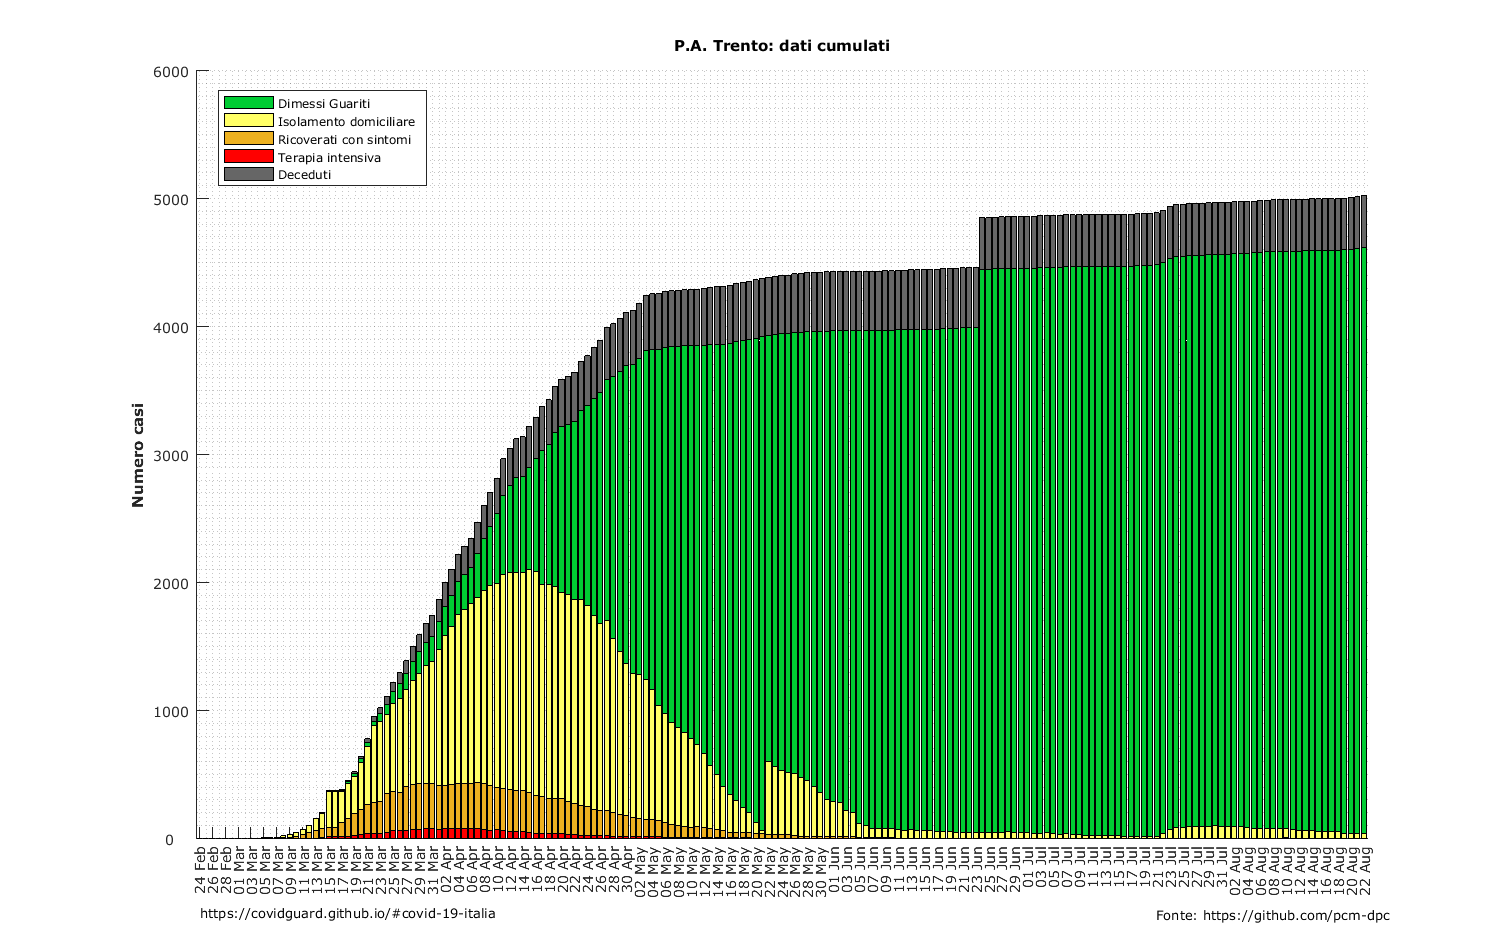 P.A. Trento: dati cumulati
6000
5000
4000
3000
2000
1000
0
Numero casi
Dimessi Guariti
Isolamento domiciliare
Ricoverati con sintomi
Terapia intensiva
Deceduti
24 Feb
26 Feb
28 Feb
01 Mar
03 Mar
05 Mar
07 Mar
09 Mar
11 Mar
13 Mar
15 Mar
17 Mar
19 Mar
21 Mar
23 Mar
25 Mar
27 Mar
29 Mar
31 Mar
02 Apr
04 Apr
06 Apr
08 Apr
10 Apr
12 Apr
14 Apr
16 Apr
18 Apr
20 Apr
22 Apr
24 Apr
26 Apr
28 Apr
30 Apr
02 May
04 May
06 May
08 May
10 May
12 May
14 May
16 May
18 May
20 May
22 May
24 May
26 May
28 May
30 May
01 Jun
03 Jun
05 Jun
07 Jun
09 Jun
11 Jun
13 Jun
15 Jun
17 Jun
19 Jun
21 Jun
23 Jun
25 Jun
27 Jun
29 Jun
01 Jul
03 Jul
05 Jul
07 Jul
09 Jul
11 Jul
13 Jul
15 Jul
17 Jul
19 Jul
21 Jul
23 Jul
25 Jul
27 Jul
29 Jul
31 Jul
02 Aug
04 Aug
06 Aug
08 Aug
10 Aug
12 Aug
14 Aug
16 Aug
18 Aug
20 Aug
22 Aug
https://covidguard.github.io/#covid-19-italia
Fonte: https://github.com/pcm-dpc